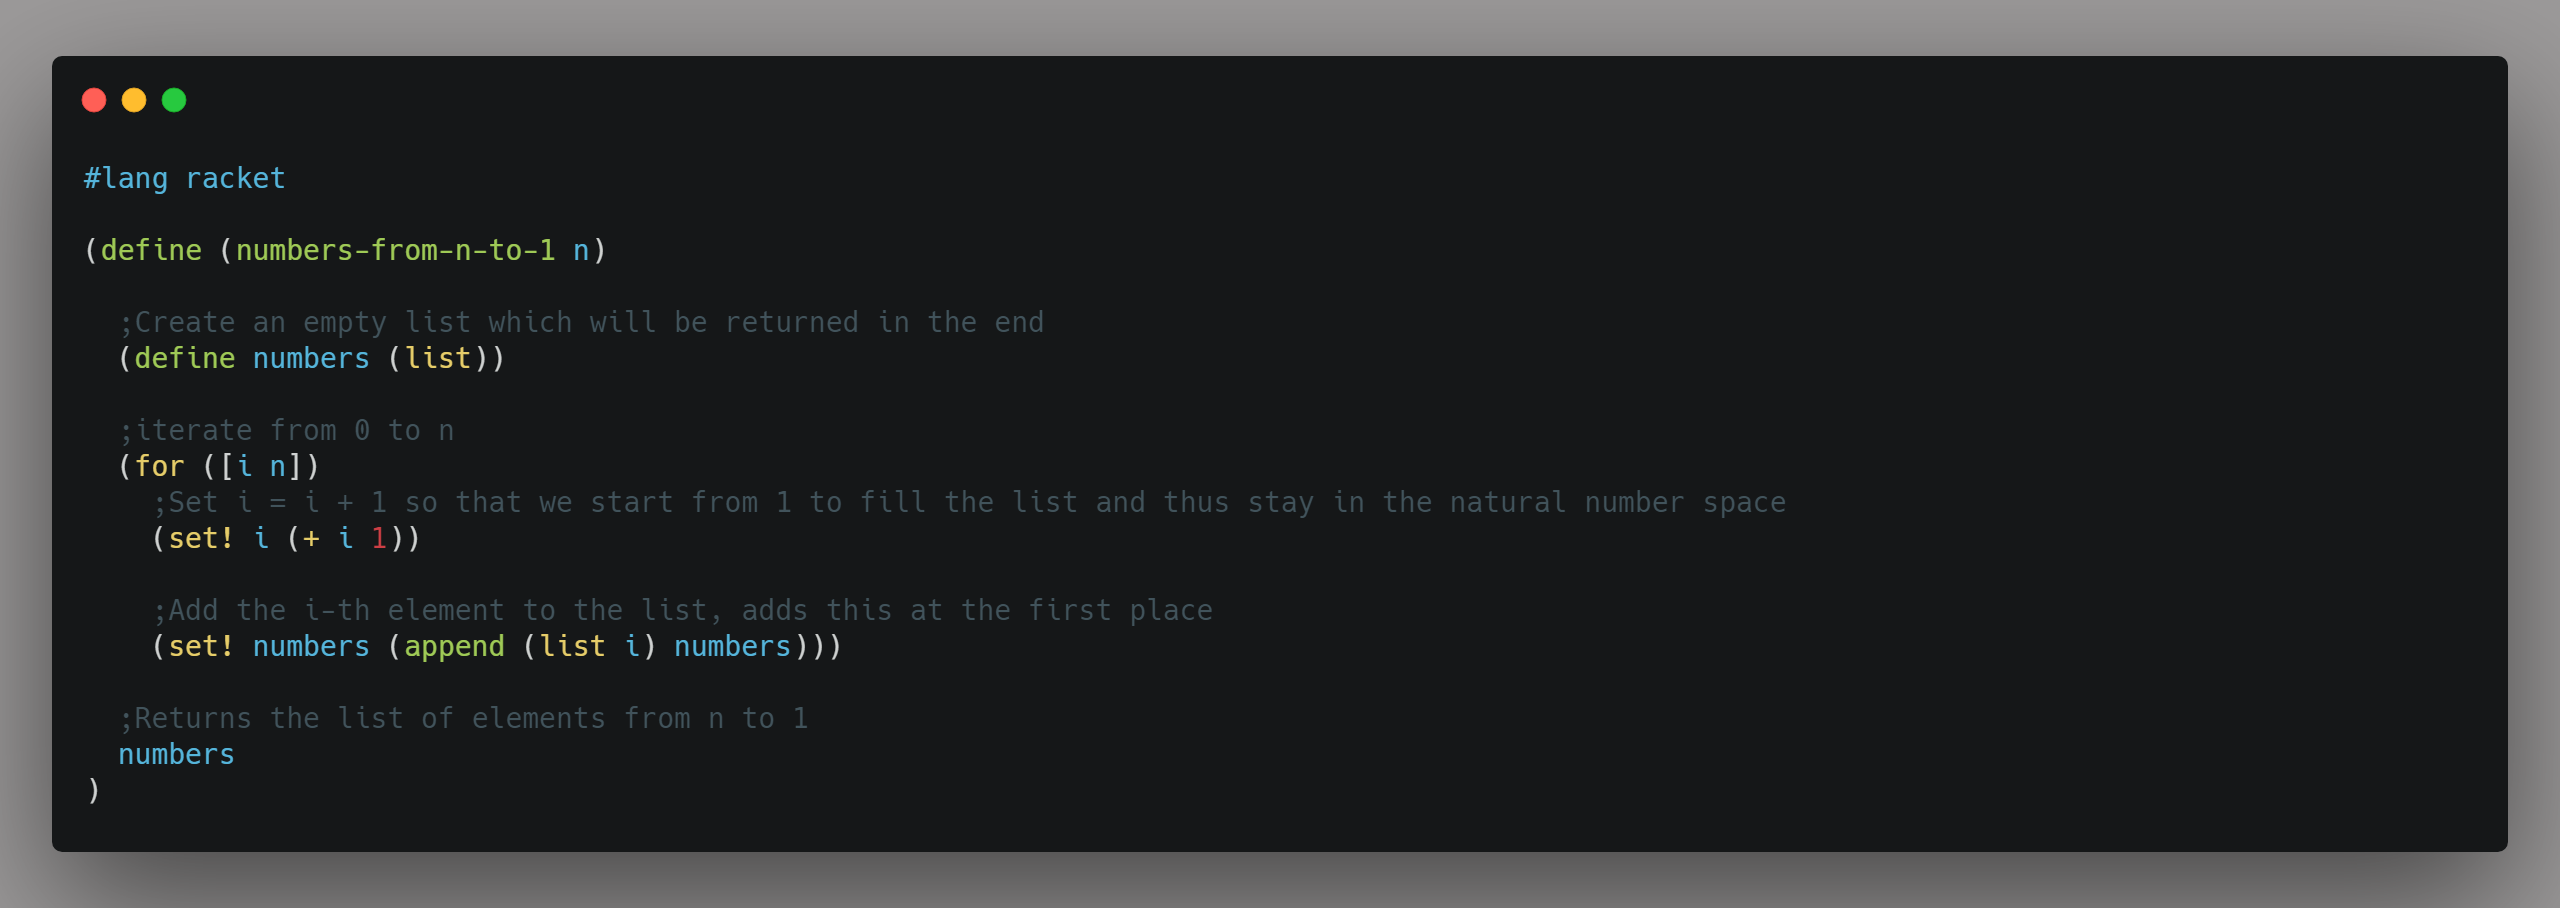 #lang racket
(define (numbers-from-n-to-1 n)
;Create an empty list which will be returned in the end
(define numbers (list))
;iterate from 0 to n
(for ([i n])
;Set i = i + 1 so that we start from 1 to fill the list and thus stay in the natural number space
(set! i (+ i 1))
;Add the i-th element to the list, adds this at the first place
(set! numbers (append (list i) numbers)))
;Returns the list of elements from n to 1
numbers
)